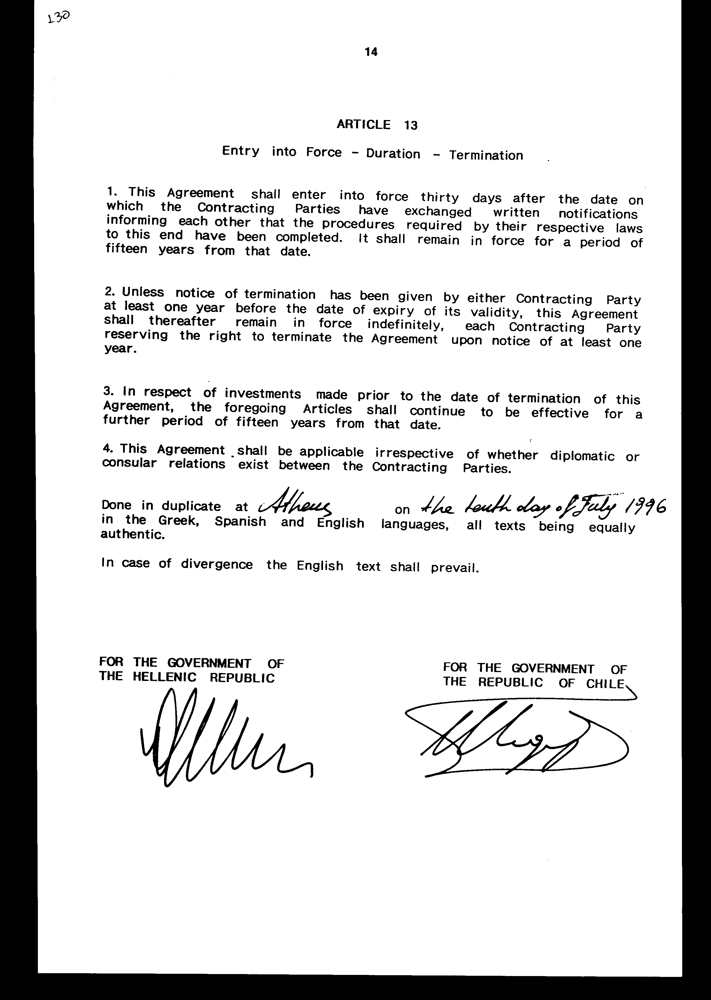 130
14
ARTICLE 13
Entry into Force - Duration - Termination
1. This Agreement shall enter into force thirty days after the date on
which the Contracting Parties have exchanged written notifications
informing each other that the procedures required by their respective laws
to this end have been completed. It shall remain in force for a period of
fifteen years from that date.
2. Unless notice of termination has been given by either Contracting Party
at least one year before the date of expiry of its validity, this Agreement
shall thereafter remain in force indefinitely, each Contracting Party
reserving the right to terminate the Agreement upon notice of at least one
year.
3. In respect of investments made prior to the date of termination of this
Agreement, the foregoing Articles shall continue to be effective for a
further period of fifteen years from that date.
4. This Agreement shall be applicable irrespective of whether diplomatic or
consular relations exist between the Contracting Parties.
Done in duplicate at Athens on the tenth day of July 1996
in the Greek, Spanish and English languages, all texts being equally
authentic.
In case of divergence the English text shall prevail.
FOR THE GOVERNMENT OF
THE HELLENIC REPUBLIC
FOR THE GOVERNMENT OF
THE REPUBLIC OF CHILE